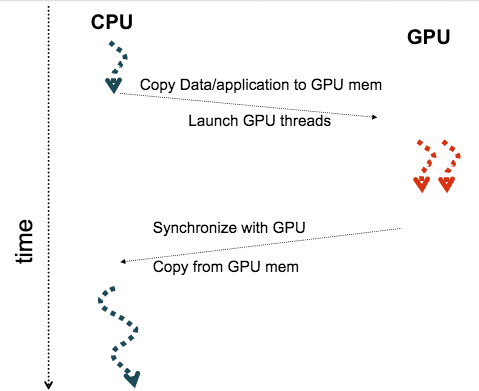 CPU
GPU
Copy Data/application to GPU mem
Launch GPU threads
Synchronize with GPU
Copy from GPU mem
time